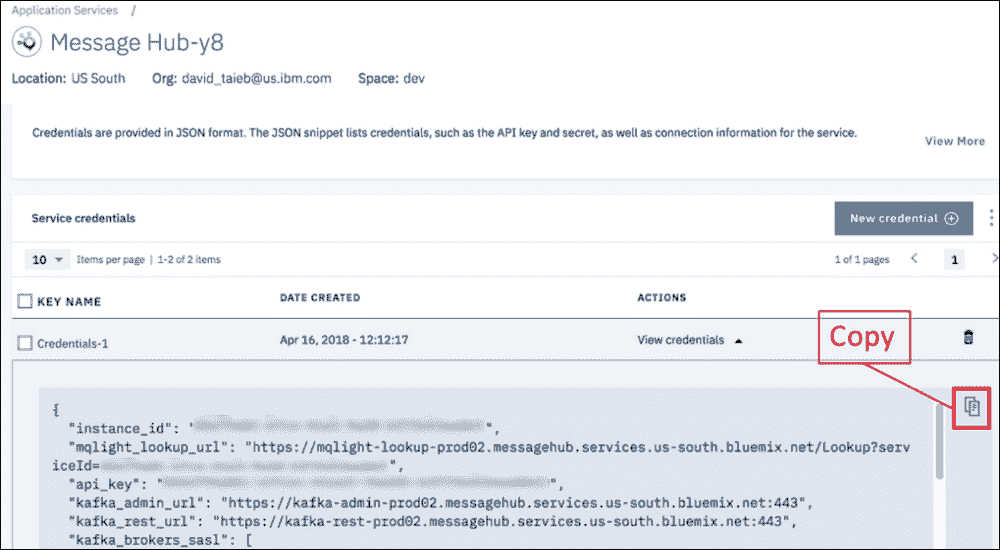 Application Services /
Message Hub-y8
Location: US South Org: david_taieb@us.ibm.com Space: dev
Credentials are provided in JSON format. The JSON snippet lists credentials, such as the API key and secret, as well as connection information for the service.
View More
Service credentials
New credential
10 Items per page | 1-2 of 2 items 1 of 1 pages < 1 >
KEY NAME DATE CREATED ACTIONS
Credentials-1 Apr 16, 2018 - 12:12:17 View credentials
Copy
{
"instance_id": "",
"mqlight_lookup_url": "https://mqlight-lookup-prod02.messagehub.services.us-south.bluemix.net/Lookup?serv
iceId=",
"api_key": "",
"kafka_admin_url": "https://kafka-admin-prod02.messagehub.services.us-south.bluemix.net:443",
"kafka_rest_url": "https://kafka-rest-prod02.messagehub.services.us-south.bluemix.net:443",
"kafka_brokers_sasl": [